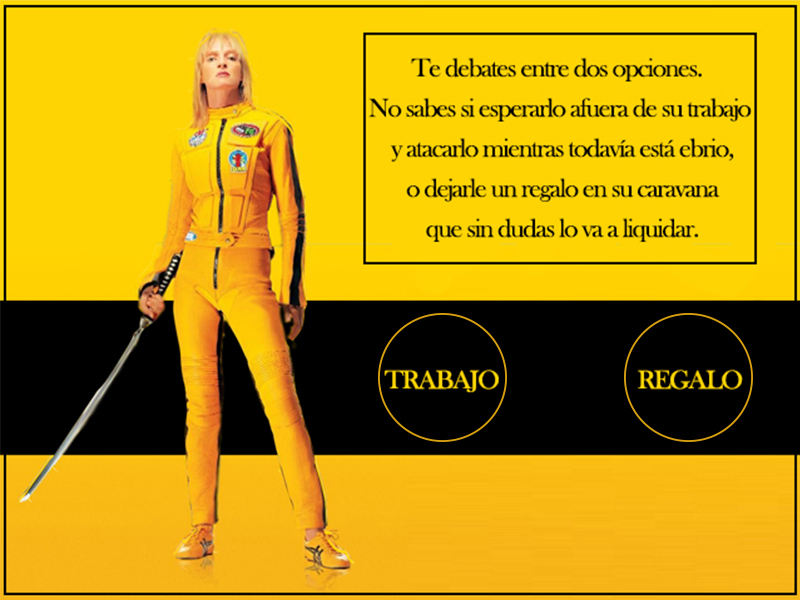 Te debates entre dos opciones.
No sabes si esperarlo afuera de su trabajo
y atacarlo mientras todavía está ebrio,
o dejarle un regalo en su caravana
que sin dudas lo va a liquidar.
TRABAJO
REGALO